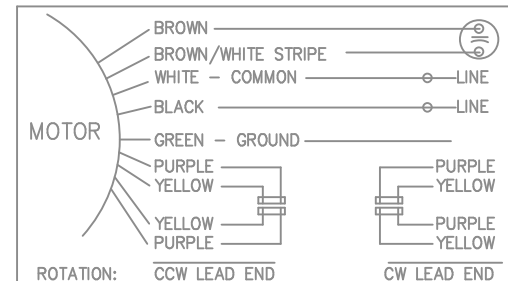 BROWN
BROWN/WHITE STRIPE
WHITE - COMMON LINE
BLACK LINE
MOTOR
GREEN - GROUND
PURPLE PURPLE
YELLOW YELLOW
YELLOW PURPLE
PURPLE YELLOW
ROTATION: CCW LEAD END CW LEAD END